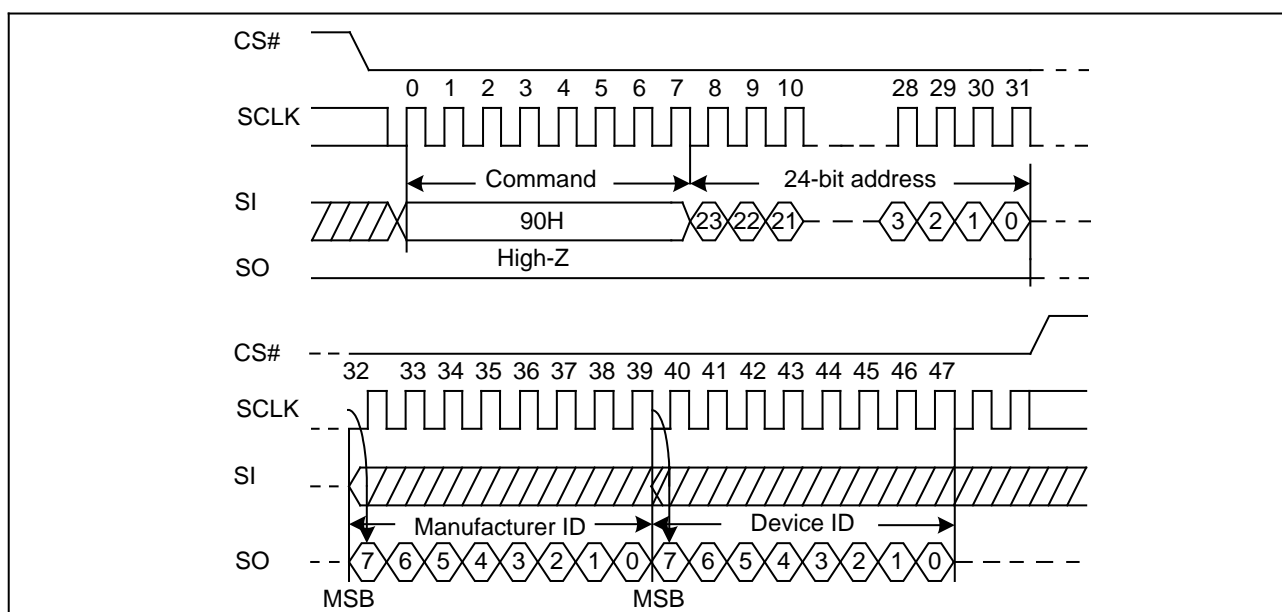 CS#
0 1 2 3 4 5 6 7 8 9 10 28 29 30 31
SCLK
Command 24-bit address
SI
90H 23 22 21 3 2 1 0
High-Z
SO
CS#
32 33 34 35 36 37 38 39 40 41 42 43 44 45 46 47
SCLK
SI
Manufacturer ID Device ID
SO 7 6 5 4 3 2 1 0 7 6 5 4 3 2 1 0
MSB MSB